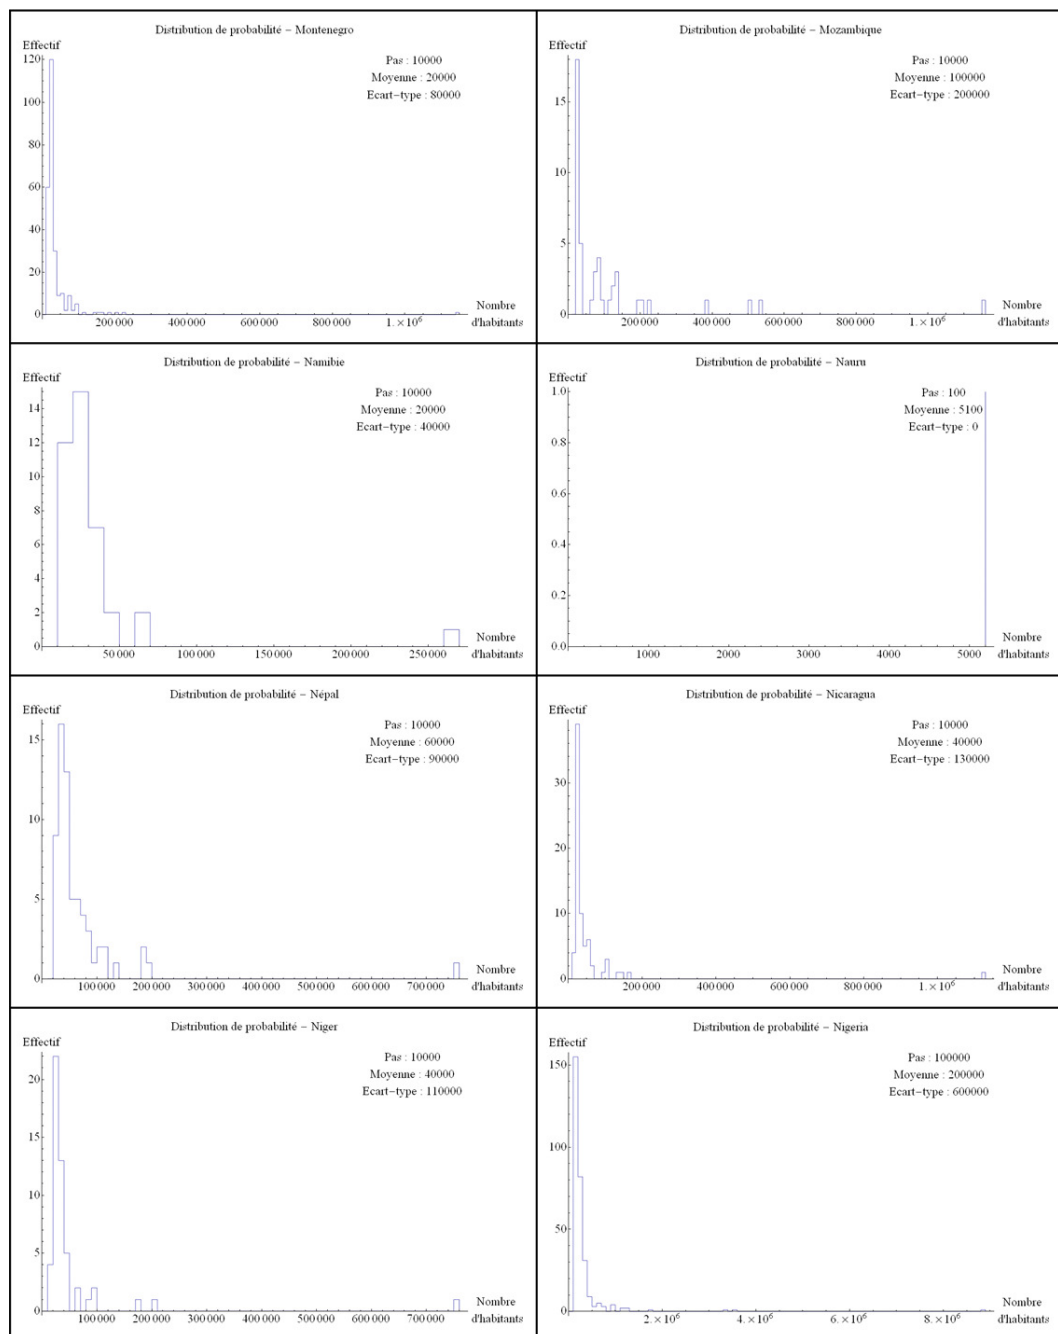 Distribution de probabilité − Montenegro
Effectif
Pas : 10000
Moyenne : 20000
Ecart−type : 80000
120
100
80
60
40
20
0
200 000 400 000 600 000 800 000 1. × 10⁶
Nombre
d'habitants
Distribution de probabilité − Mozambique
Effectif
Pas : 10000
Moyenne : 100000
Ecart−type : 200000
15
10
5
0
200 000 400 000 600 000 800 000 1. × 10⁶
Nombre
d'habitants
Distribution de probabilité − Namibie
Effectif
Pas : 10000
Moyenne : 20000
Ecart−type : 40000
14
12
10
8
6
4
2
0
50 000 100 000 150 000 200 000 250 000
Nombre
d'habitants
Distribution de probabilité − Nauru
Effectif
Pas : 100
Moyenne : 5100
Ecart−type : 0
1.0
0.8
0.6
0.4
0.2
0.0
1000 2000 3000 4000 5000
Nombre
d'habitants
Distribution de probabilité − Népal
Effectif
Pas : 10000
Moyenne : 60000
Ecart−type : 90000
15
10
5
0
100 000 200 000 300 000 400 000 500 000 600 000 700 000
Nombre
d'habitants
Distribution de probabilité − Nicaragua
Effectif
Pas : 10000
Moyenne : 40000
Ecart−type : 130000
30
20
10
0
200 000 400 000 600 000 800 000 1. × 10⁶
Nombre
d'habitants
Distribution de probabilité − Niger
Effectif
Pas : 10000
Moyenne : 40000
Ecart−type : 110000
20
15
10
5
0
100 000 200 000 300 000 400 000 500 000 600 000 700 000
Nombre
d'habitants
Distribution de probabilité − Nigeria
Effectif
Pas : 100000
Moyenne : 200000
Ecart−type : 600000
150
100
50
0
2. × 10⁶ 4. × 10⁶ 6. × 10⁶ 8. × 10⁶
Nombre
d'habitants